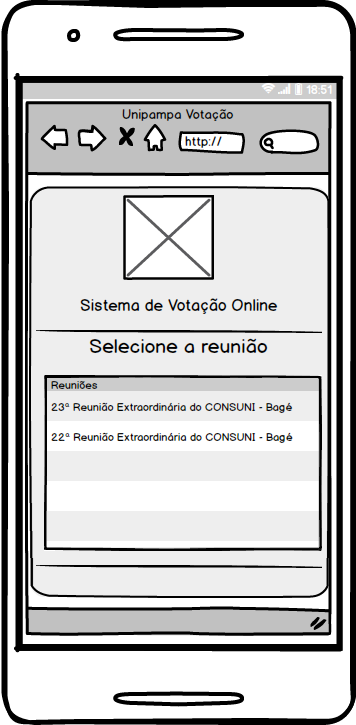 18:51
Unipampa Votação
http://
Sistema de Votação Online
Selecione a reunião
Reuniões
23ª Reunião Extraordinária do CONSUNI - Bagé
22ª Reunião Extraordinária do CONSUNI - Bagé